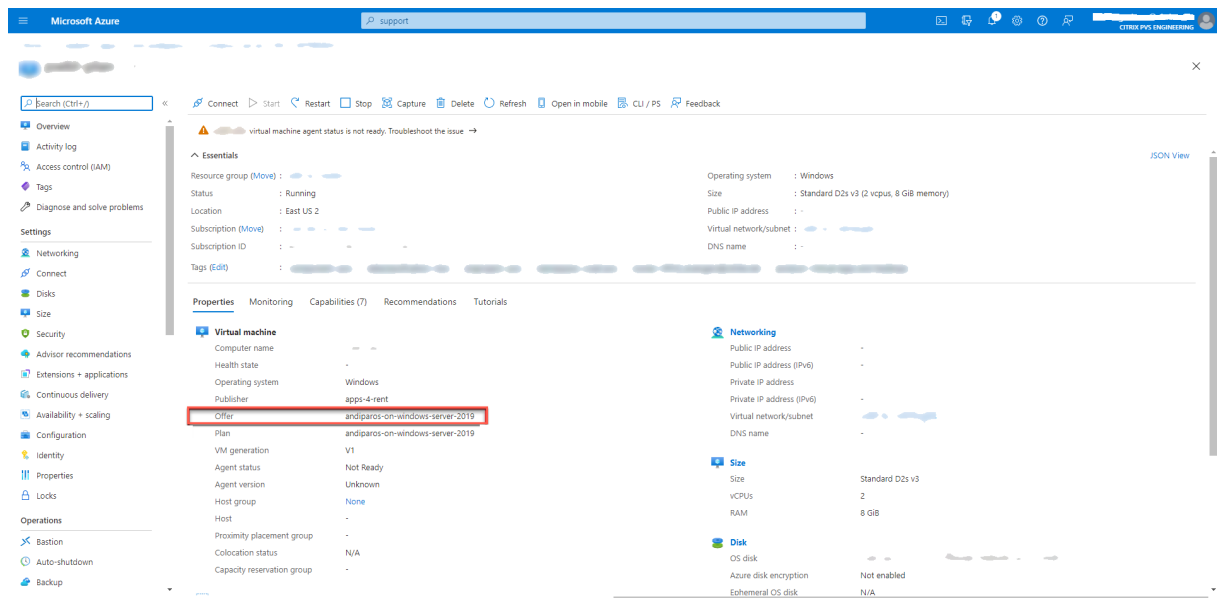 Microsoft Azure
support
1
CITRIX PVS ENGINEERING
Search (Ctrl+/)
«
Connect Start Restart Stop Capture Delete Refresh Open in mobile CLI / PS Feedback
virtual machine agent status is not ready. Troubleshoot the issue →
Essentials
JSON View
Resource group (Move) :
Status : Running
Location : East US 2
Subscription (Move) :
Subscription ID :
Tags (Edit) :
Operating system : Windows
Size : Standard D2s v3 (2 vcpus, 8 GiB memory)
Public IP address : -
Virtual network/subnet :
DNS name : -
Overview
Activity log
Access control (IAM)
Tags
Diagnose and solve problems
Settings
Networking
Connect
Disks
Size
Security
Advisor recommendations
Extensions + applications
Continuous delivery
Availability + scaling
Configuration
Identity
Properties
Locks
Operations
Bastion
Auto-shutdown
Backup
Properties Monitoring Capabilities (7) Recommendations Tutorials
Virtual machine
Computer name
Health state -
Operating system Windows
Publisher apps-4-rent
Offer andiparos-on-windows-server-2019
Plan andiparos-on-windows-server-2019
VM generation V1
Agent status Not Ready
Agent version Unknown
Host group None
Host -
Proximity placement group -
Colocation status N/A
Capacity reservation group -
Networking
Public IP address -
Public IP address (IPv6) -
Private IP address
Private IP address (IPv6) -
Virtual network/subnet
DNS name -
Size
Size Standard D2s v3
vCPUs 2
RAM 8 GiB
Disk
OS disk
Azure disk encryption Not enabled
Ephemeral OS disk N/A